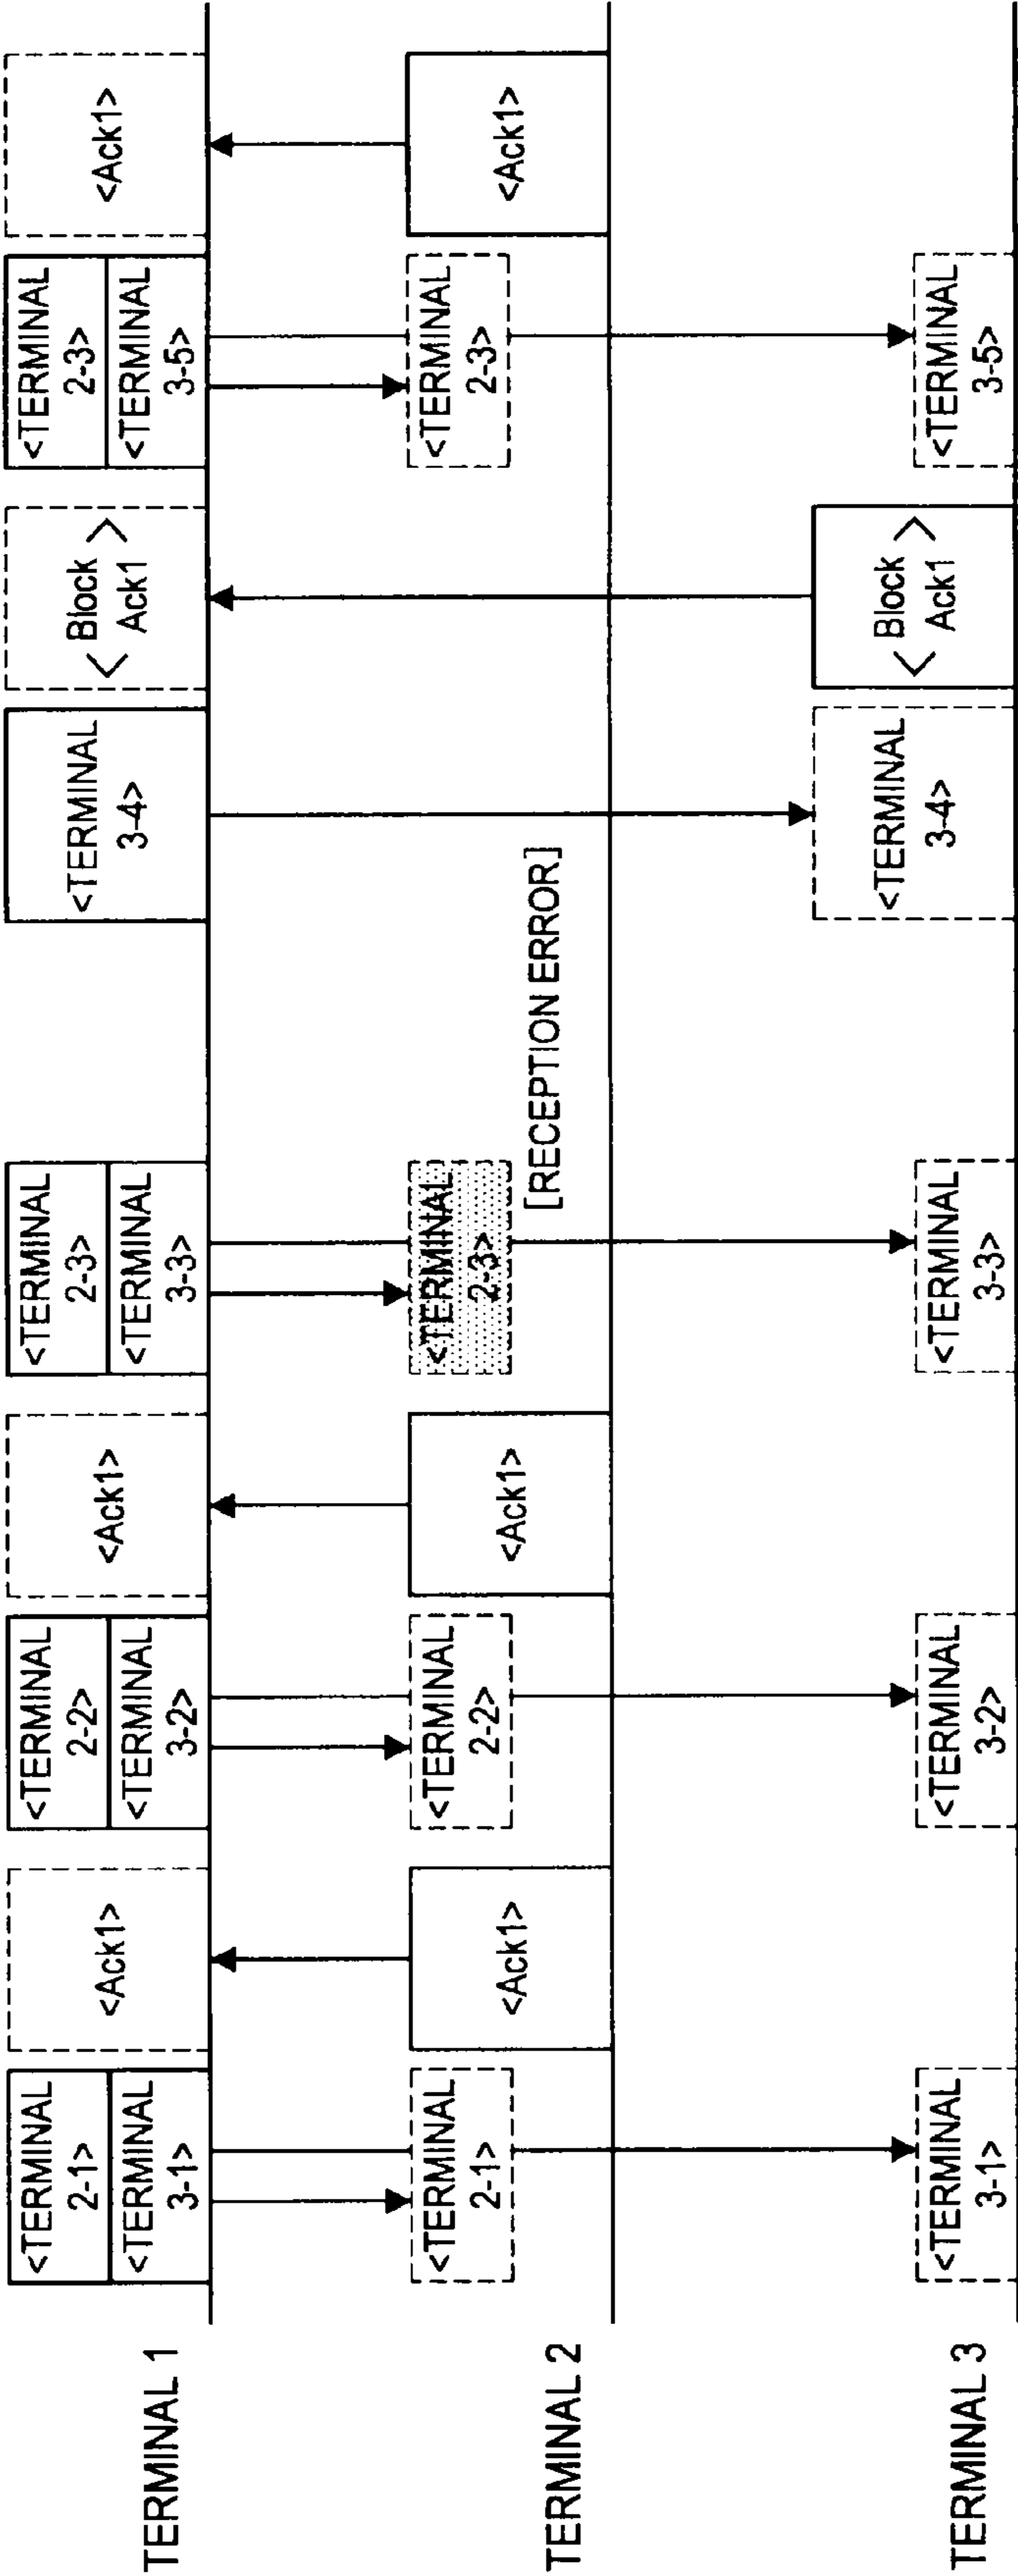 TERMINAL 1
<TERMINAL
2-1>
<TERMINAL
3-1>
<Ack1>
<TERMINAL
2-2>
<TERMINAL
3-2>
<Ack1>
<TERMINAL
2-3>
<TERMINAL
3-3>
<TERMINAL
3-4>
< Block >
Ack1
<TERMINAL
2-3>
<TERMINAL
3-5>
<Ack1>
TERMINAL 2
<TERMINAL
2-1>
<Ack1>
<TERMINAL
2-2>
<Ack1>
<TERMINAL
2-3>
[RECEPTION ERROR]
<TERMINAL
2-3>
<Ack1>
TERMINAL 3
<TERMINAL
3-1>
<TERMINAL
3-2>
<TERMINAL
3-3>
<TERMINAL
3-4>
< Block >
Ack1
<TERMINAL
3-5>